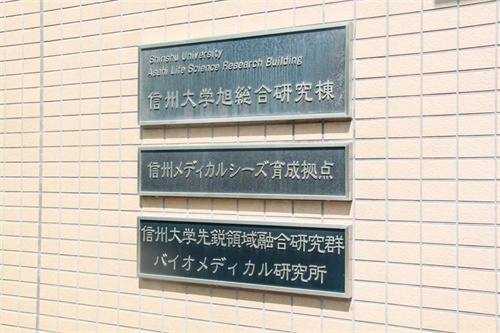 Shinshu University
Asahi Life Science Research Building
信州大学旭総合研究棟
信州メディカルシーズ育成拠点
信州大学先鋭領域融合研究群
バイオメディカル研究所